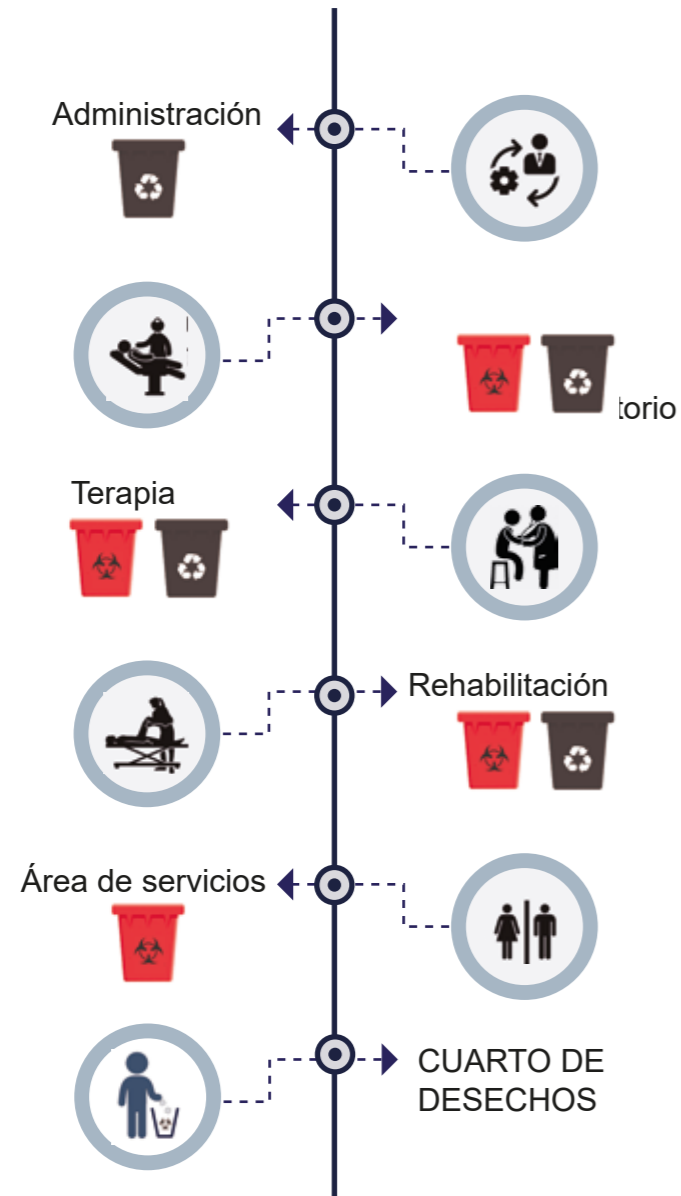 Administración
torio
Terapia
Rehabilitación
Área de servicios
CUARTO DE
DESECHOS